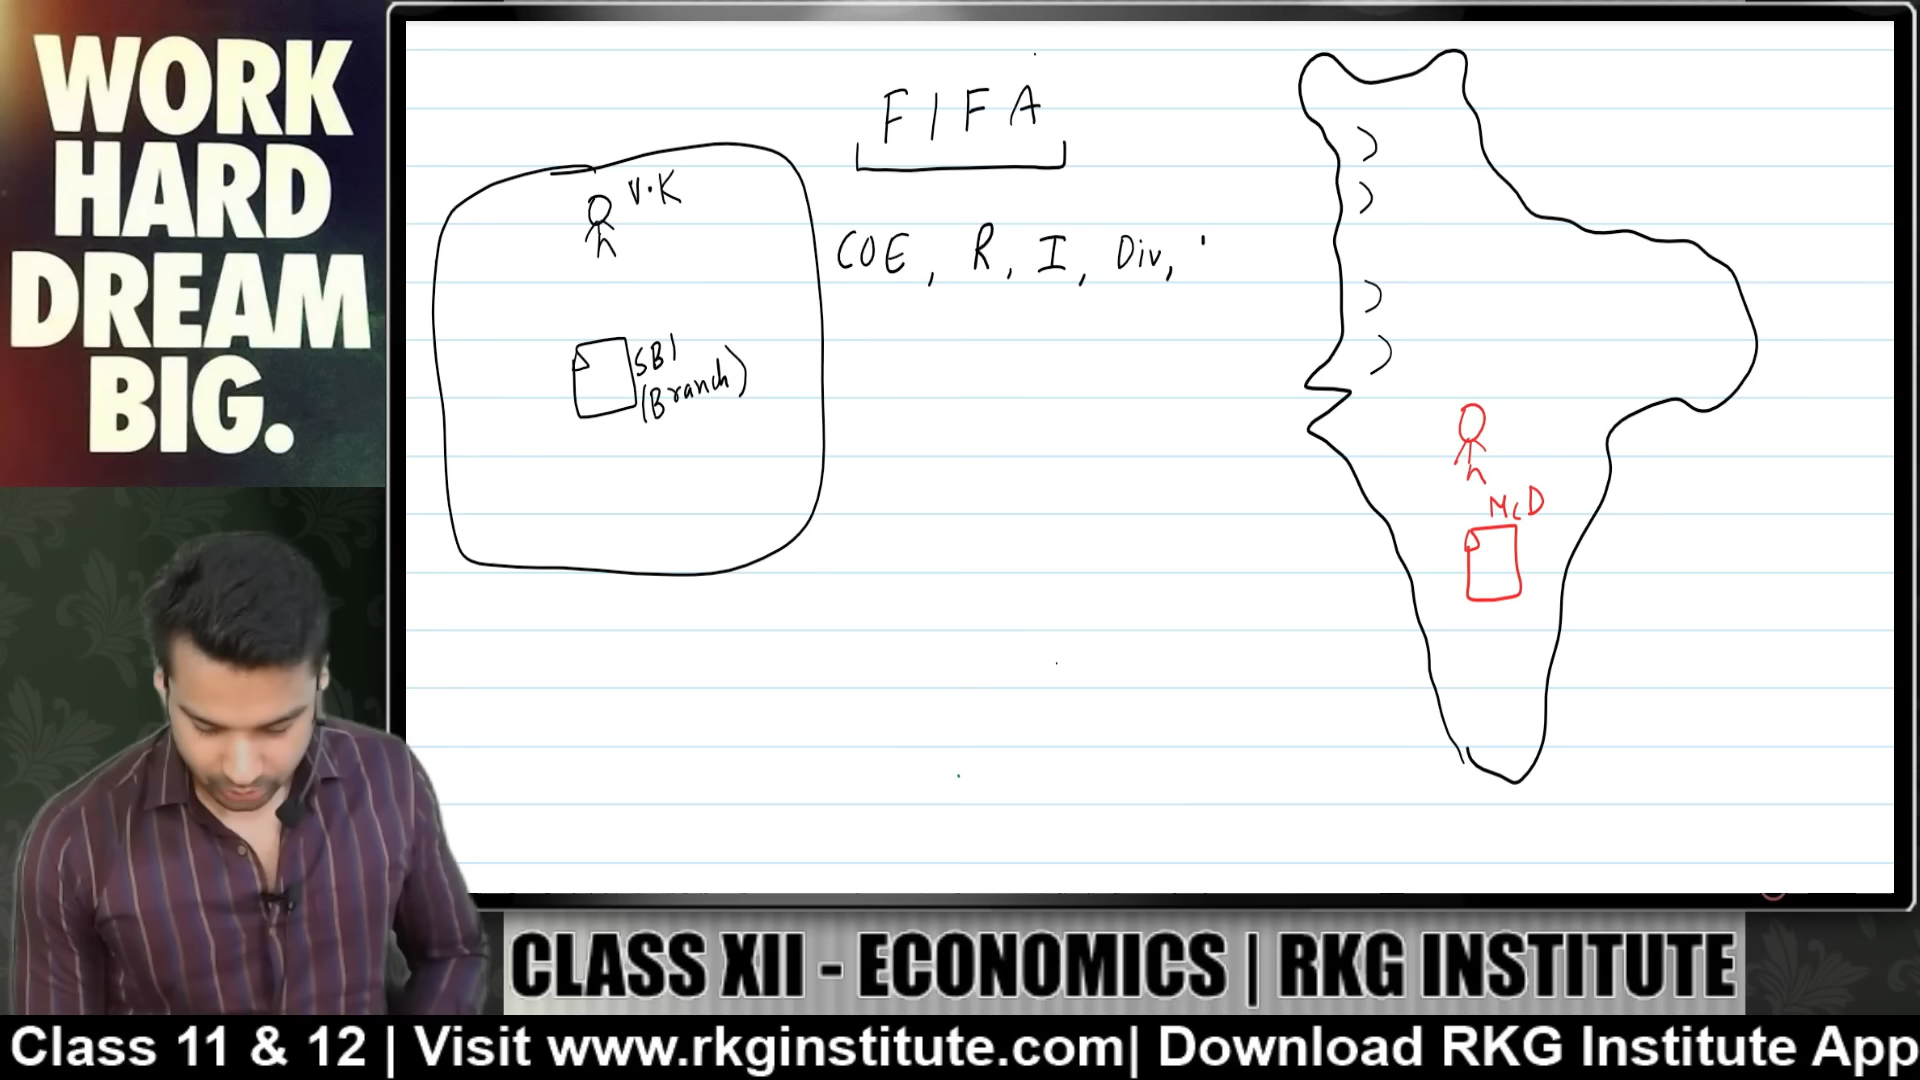 WORK
HARD
DREAM
BIG.
FIFA
V.K
COE, R, I, Div,
SBI
(Branch)
McD
CLASS XII - ECONOMICS | RKG INSTITUTE
Class 11 & 12 | Visit www.rkginstitute.com| Download RKG Institute App